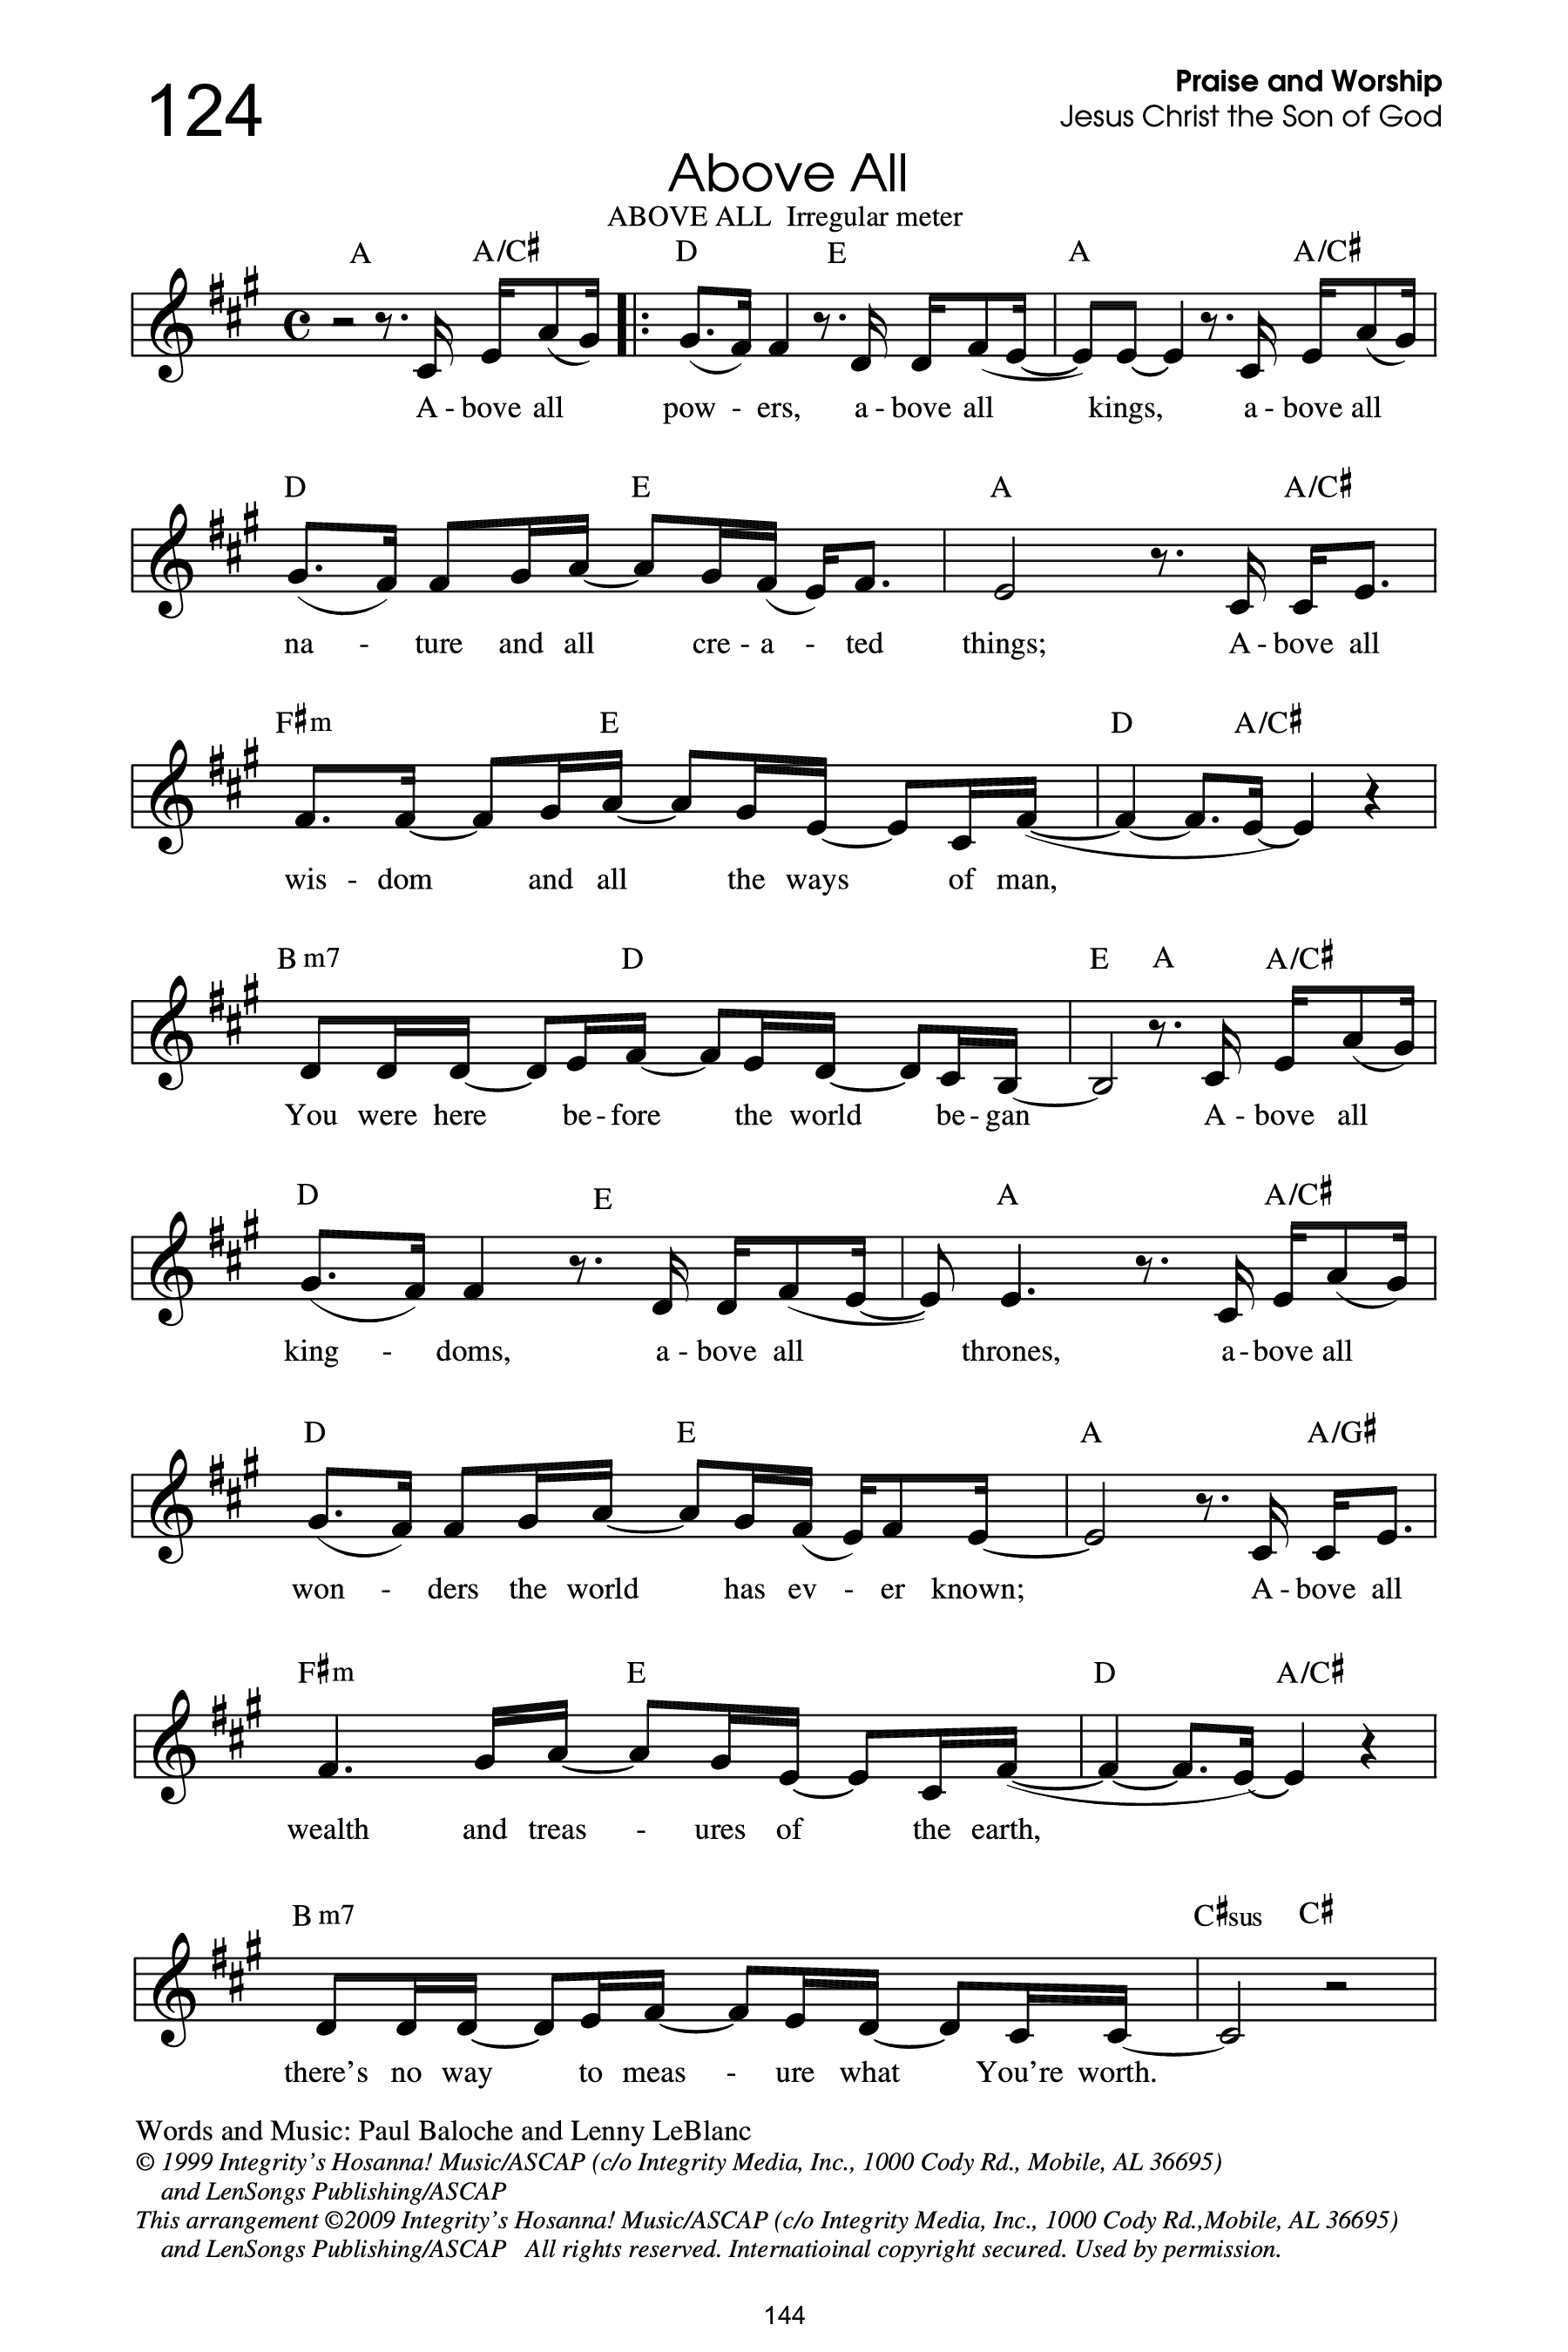 124
Praise and Worship
Jesus Christ the Son of God
Above All
ABOVE ALL Irregular meter
A A/C♯ D E A A/C♯
A - bove all pow - ers, a - bove all kings, a - bove all
D E A A/C♯
na - ture and all cre - a - ted things; A - bove all
F♯m E D A/C♯
wis - dom and all the ways of man,
B m7 D E A A/C♯
You were here be - fore the world be - gan A - bove all
D E A A/C♯
king - doms, a - bove all thrones, a - bove all
D E A A/G♯
won - ders the world has ev - er known; A - bove all
F♯m E D A/C♯
wealth and treas - ures of the earth,
B m7 C♯sus C♯
there's no way to meas - ure what You're worth.
Words and Music: Paul Baloche and Lenny LeBlanc
© 1999 Integrity's Hosanna! Music/ASCAP (c/o Integrity Media, Inc., 1000 Cody Rd., Mobile, AL 36695)
and LenSongs Publishing/ASCAP
This arrangement ©2009 Integrity's Hosanna! Music/ASCAP (c/o Integrity Media, Inc., 1000 Cody Rd.,Mobile, AL 36695)
and LenSongs Publishing/ASCAP All rights reserved. Internatioinal copyright secured. Used by permission.
144